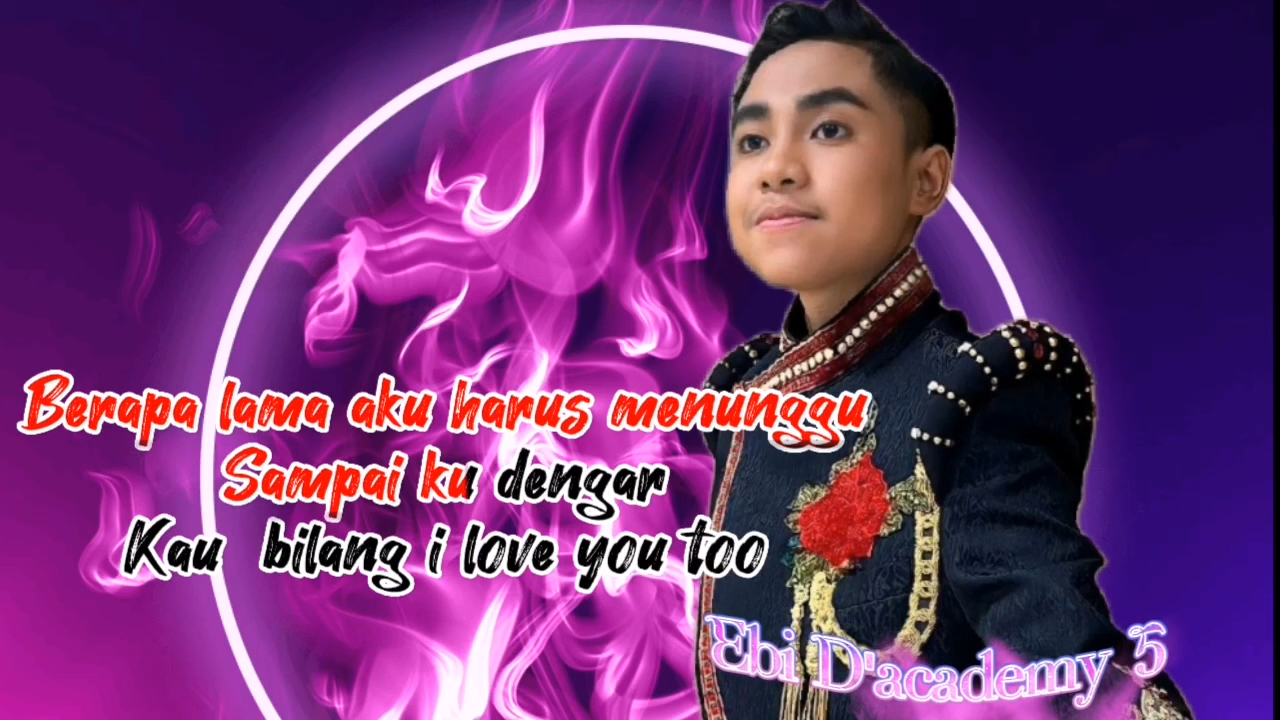 Berapa lama aku harus menunggu
Sampai ku dengar
Kau bilang i love you too
Ebi D'academy 5